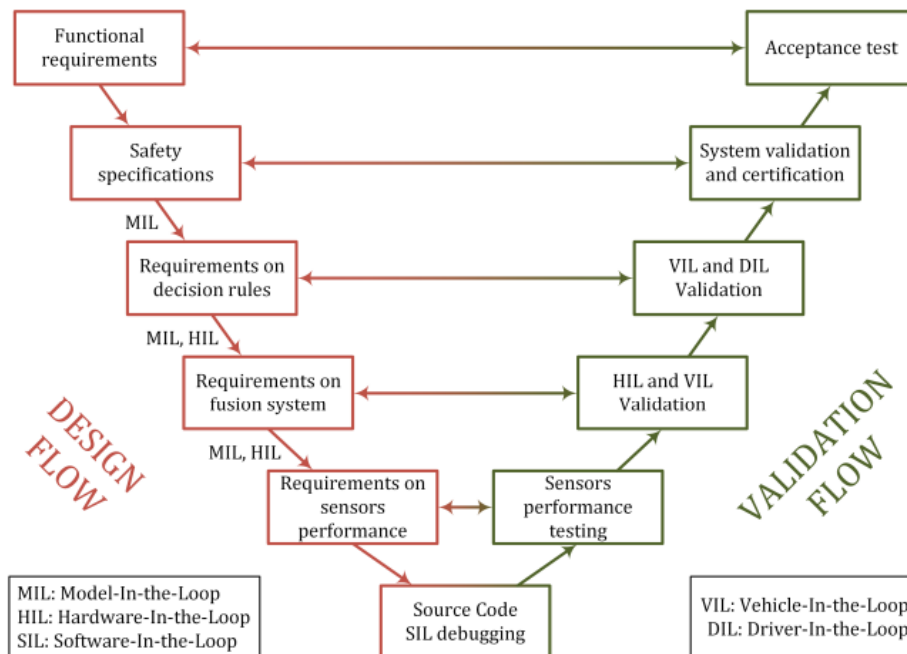 Functional
requirements
Acceptance test
Safety
specifications
System validation
and certification
MIL
Requirements on
decision rules
VIL and DIL
Validation
MIL, HIL
Requirements on
fusion system
HIL and VIL
Validation
DESIGN
FLOW
VALIDATION
FLOW
MIL, HIL
Requirements on
sensors
performance
Sensors
performance
testing
Source Code
SIL debugging
MIL: Model-In-the-Loop
HIL: Hardware-In-the-Loop
SIL: Software-In-the-Loop
VIL: Vehicle-In-the-Loop
DIL: Driver-In-the-Loop